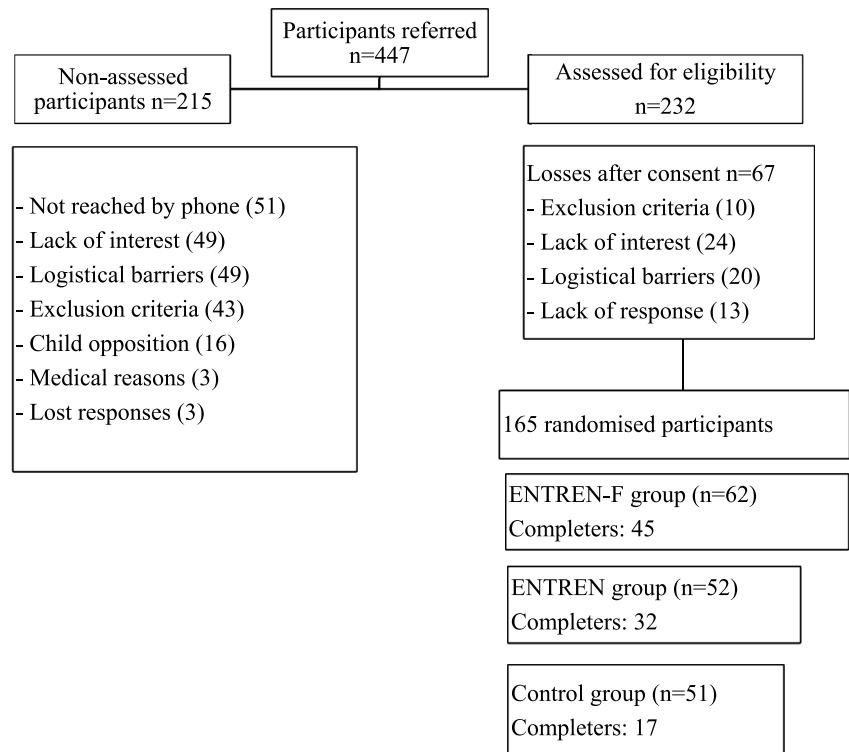 Participants referred
n=447
Non-assessed
participants n=215
Assessed for eligibility
n=232
- Not reached by phone (51)
- Lack of interest (49)
- Logistical barriers (49)
- Exclusion criteria (43)
- Child opposition (16)
- Medical reasons (3)
- Lost responses (3)
Losses after consent n=67
- Exclusion criteria (10)
- Lack of interest (24)
- Logistical barriers (20)
- Lack of response (13)
165 randomised participants
ENTREN-F group (n=62)
Completers: 45
ENTREN group (n=52)
Completers: 32
Control group (n=51)
Completers: 17